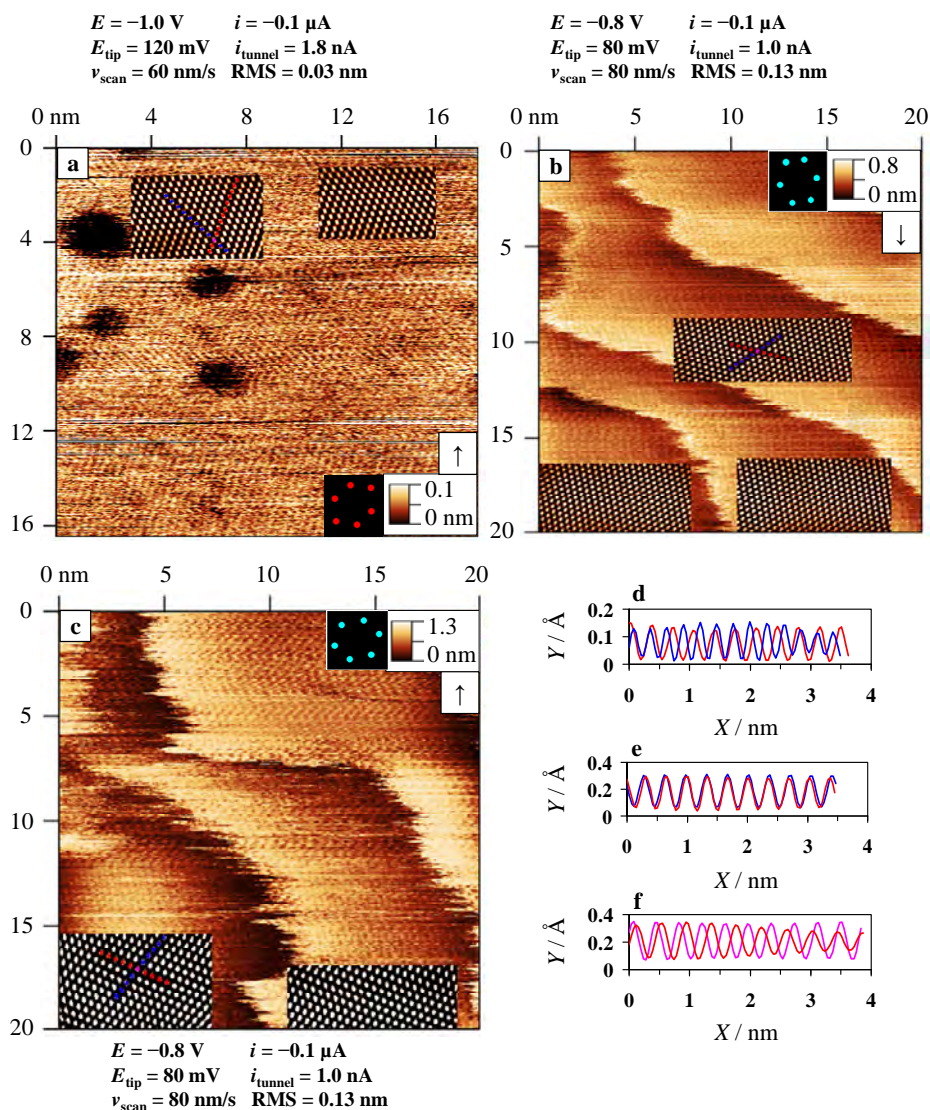 E = −1.0 V i = −0.1 µA
E_tip = 120 mV i_tunnel = 1.8 nA
v_scan = 60 nm/s RMS = 0.03 nm
E = −0.8 V i = −0.1 µA
E_tip = 80 mV i_tunnel = 1.0 nA
v_scan = 80 nm/s RMS = 0.13 nm
0 nm 4 8 12 16
0
4
8
12
16
a
↑
0.1
0 nm
0 nm 5 10 15 20
0
5
10
15
20
b
0.8
0 nm
↓
0 nm 5 10 15 20
0
5
10
15
20
c
1.3
0 nm
↑
E = −0.8 V i = −0.1 µA
E_tip = 80 mV i_tunnel = 1.0 nA
v_scan = 80 nm/s RMS = 0.13 nm
d
Y / Å
0.2
0.1
0
0 1 2 3 4
X / nm
e
Y / Å
0.4
0.2
0
0 1 2 3 4
X / nm
f
Y / Å
0.4
0.2
0
0 1 2 3 4
X / nm